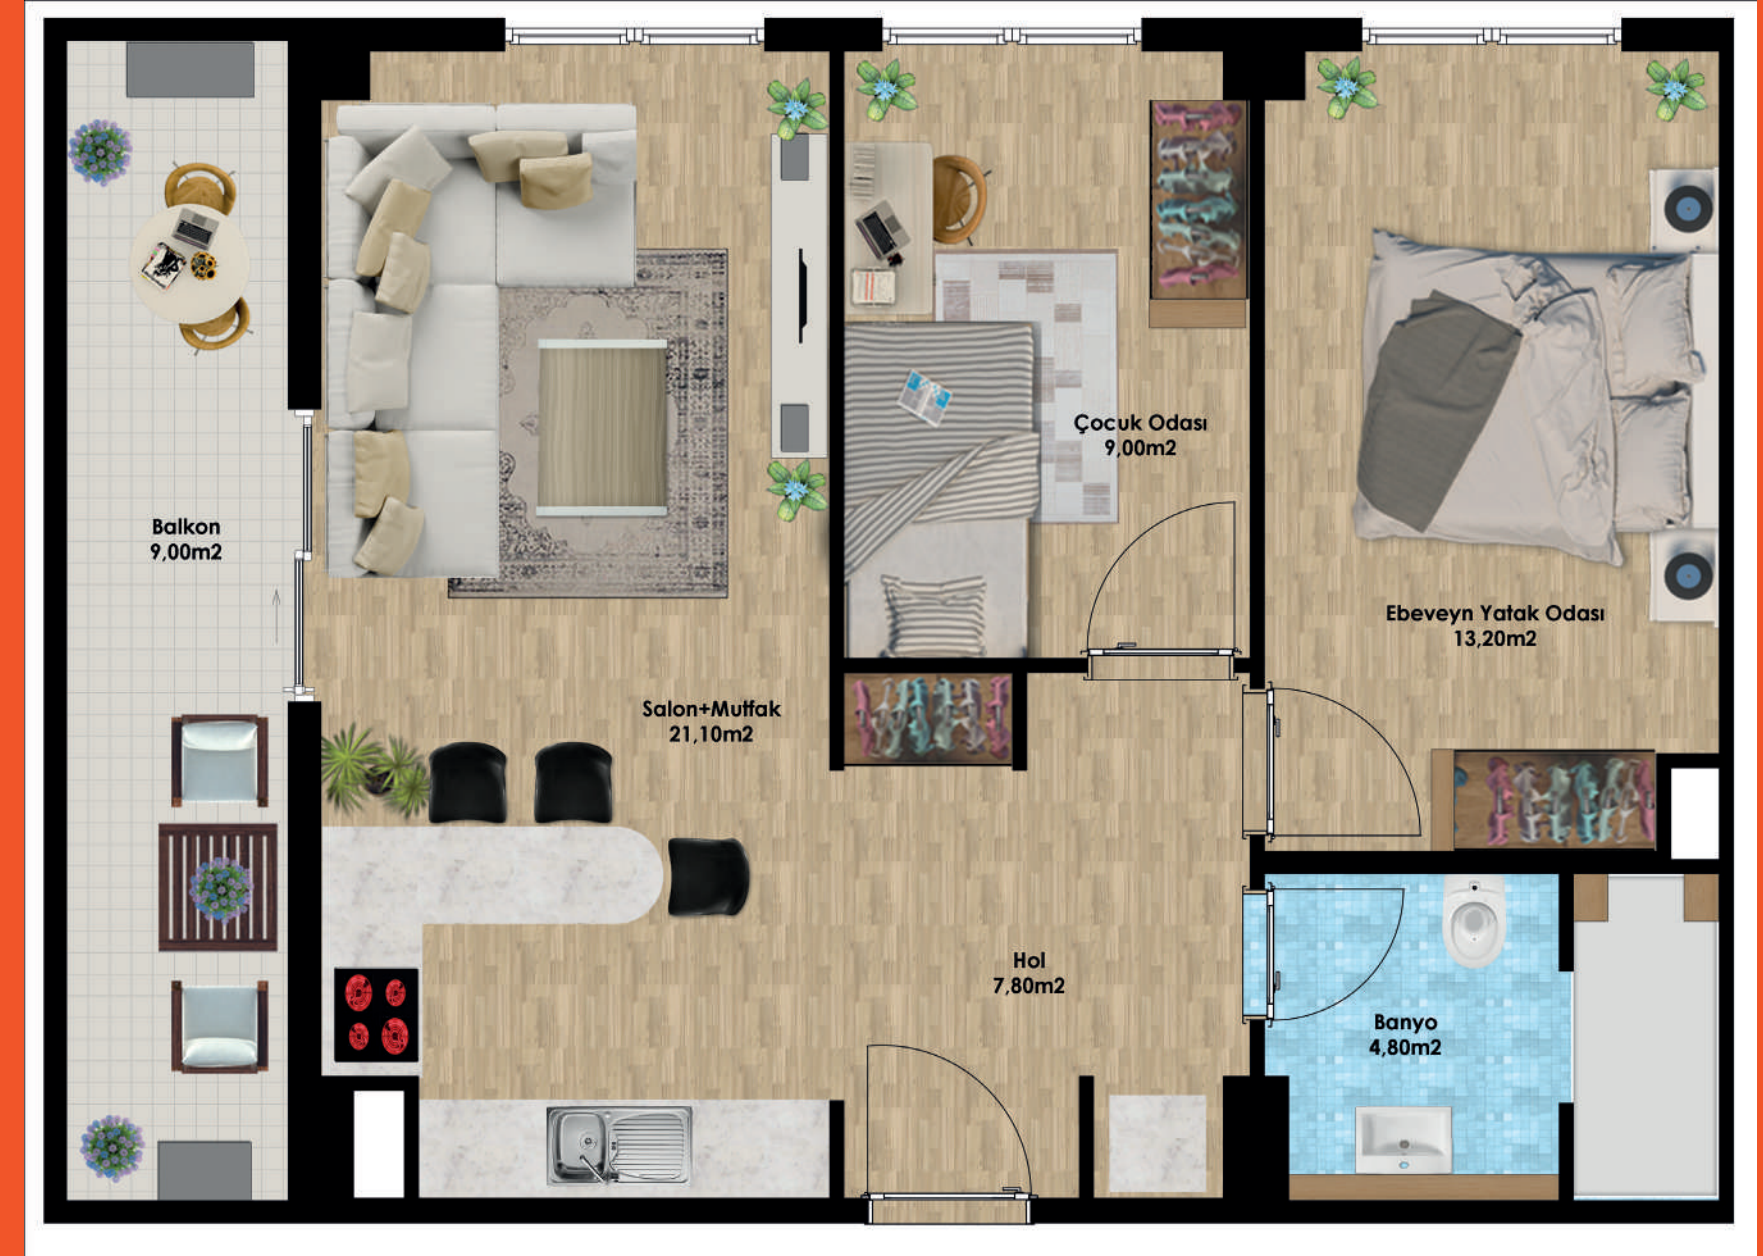 Balkon
9,00m2
Salon+Mutfak
21,10m2
Çocuk Odası
9,00m2
Ebeveyn Yatak Odası
13,20m2
Hol
7,80m2
Banyo
4,80m2